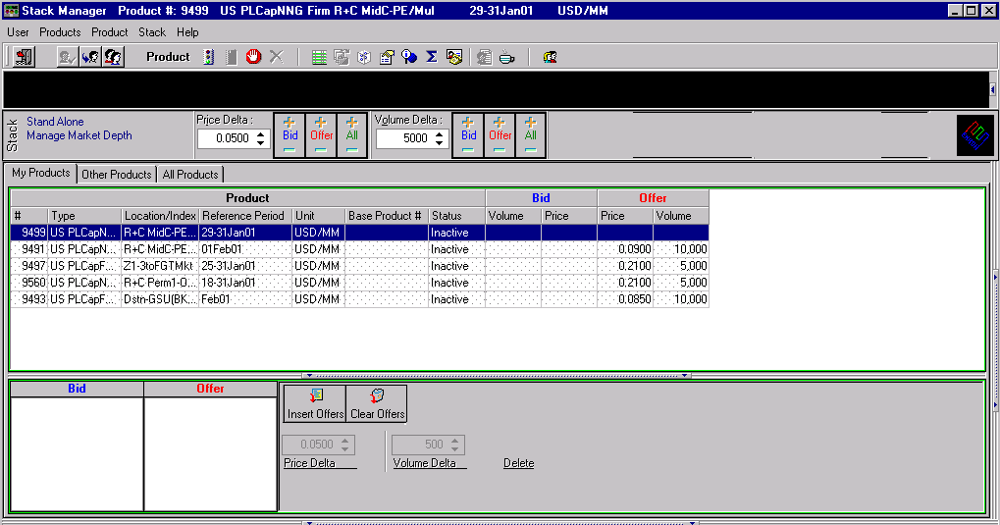 Stack Manager Product #: 9499 US PLCapNNG Firm R+C MidC-PE/Mul 29-31Jan01 USD/MM
User Products Product Stack Help
Product
Stack
Stand Alone
Manage Market Depth
Price Delta :
0.0500
Bid Offer All
Volume Delta :
5000
Bid Offer All
My Products Other Products All Products
Product Bid Offer
# Type Location/Index Reference Period Unit Base Product # Status Volume Price Price Volume
9499 US PLCapN... R+C MidC-PE... 29-31Jan01 USD/MM Inactive
9491 US PLCapN... R+C MidC-PE... 01Feb01 USD/MM Inactive 0.0900 10,000
9497 US PLCapF... Z1-3toFGTMkt 25-31Jan01 USD/MM Inactive 0.2100 5,000
9560 US PLCapN... R+C Perm1-O... 18-31Jan01 USD/MM Inactive 0.2100 5,000
9493 US PLCapF... Dstn-GSU(BK... Feb01 USD/MM Inactive 0.0850 10,000
Bid Offer
Insert Offers Clear Offers
0.0500 500
Price Delta Volume Delta Delete